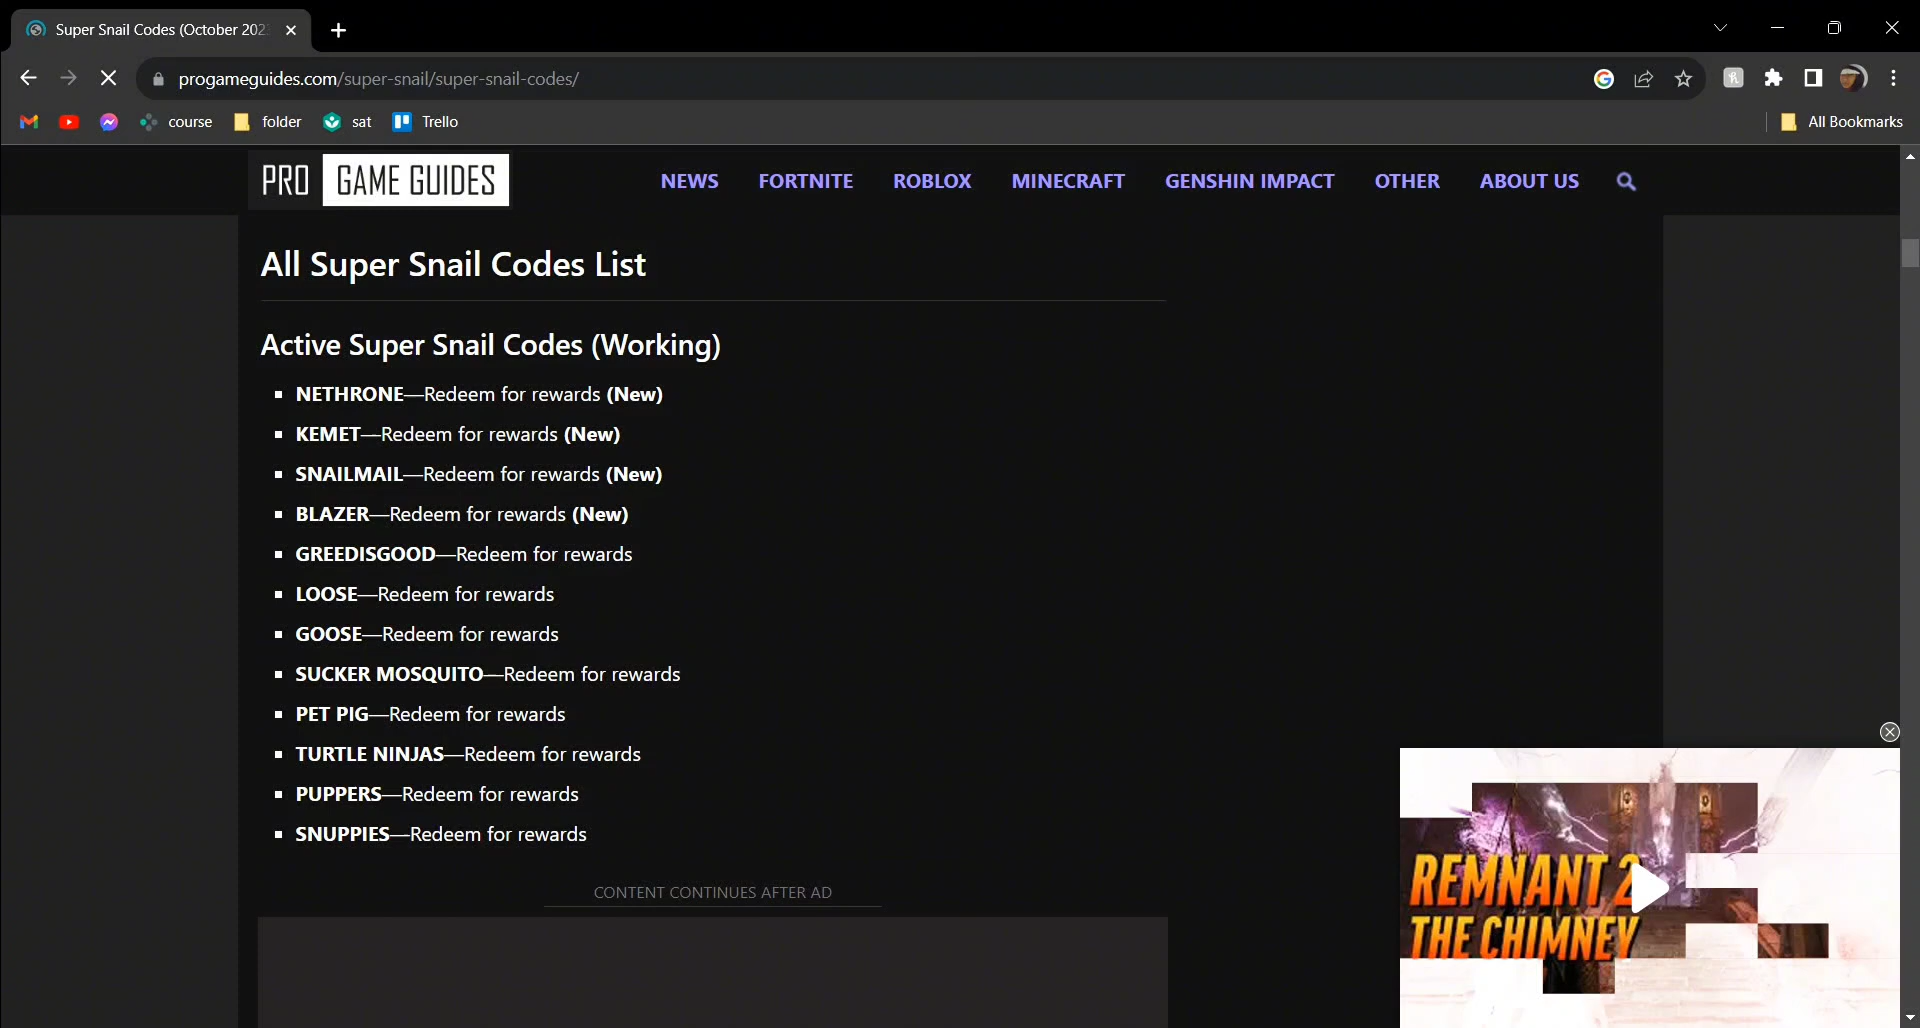 Super Snail Codes (October 202
progameguides.com/super-snail/super-snail-codes/
course
folder
sat
Trello
All Bookmarks
PRO GAME GUIDES
NEWS
FORTNITE
ROBLOX
MINECRAFT
GENSHIN IMPACT
OTHER
ABOUT US
All Super Snail Codes List
Active Super Snail Codes (Working)
NETHRONE—Redeem for rewards (New)
KEMET—Redeem for rewards (New)
SNAILMAIL—Redeem for rewards (New)
BLAZER—Redeem for rewards (New)
GREEDISGOOD—Redeem for rewards
LOOSE—Redeem for rewards
GOOSE—Redeem for rewards
SUCKER MOSQUITO—Redeem for rewards
PET PIG—Redeem for rewards
TURTLE NINJAS—Redeem for rewards
PUPPERS—Redeem for rewards
SNUPPIES—Redeem for rewards
CONTENT CONTINUES AFTER AD
REMNANT 2
THE CHIMNEY